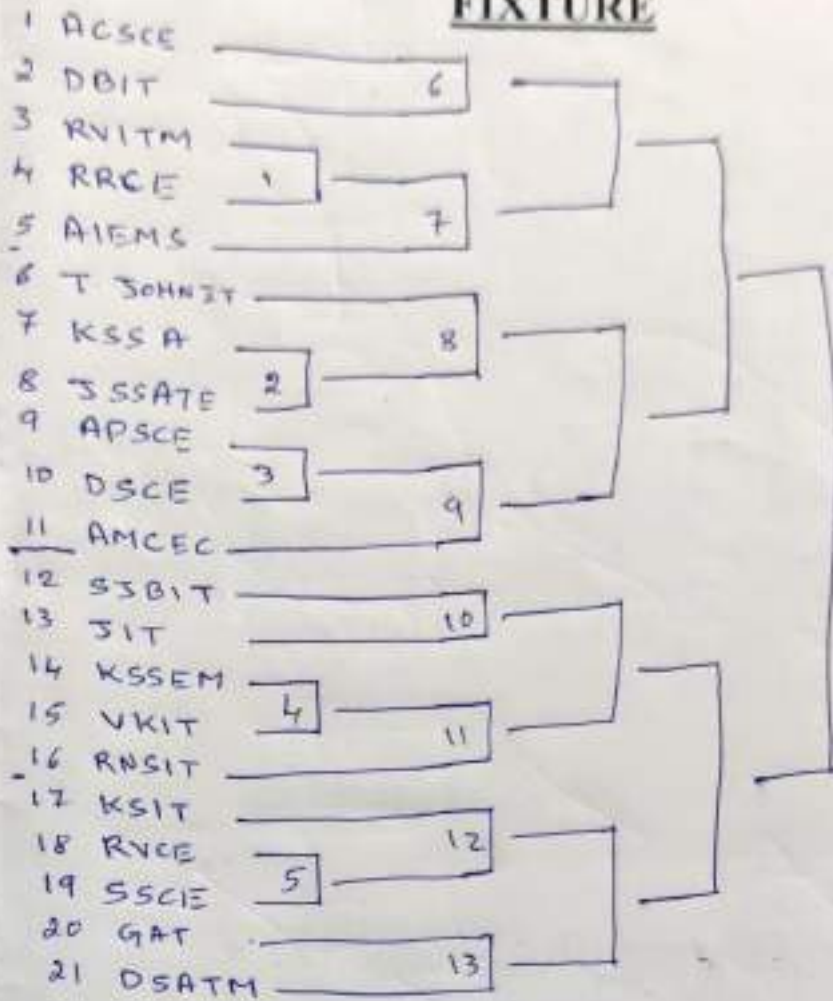 FIXTURE
1 ACSCE
2 DBIT
6
3 RVITM
4 RRCE
1
7
5 AIEMS
6 T JOHNIT
7 KSSA
8
8 JSSATE
2
9 APSCE
10 DSCE
3
9
11 AMCEC
12 SJBIT
13 JIT
10
14 KSSEM
15 VKIT
4
11
16 RNSIT
17 KSIT
18 RVCE
12
19 SSCE
5
20 GAT
21 DSATM
13